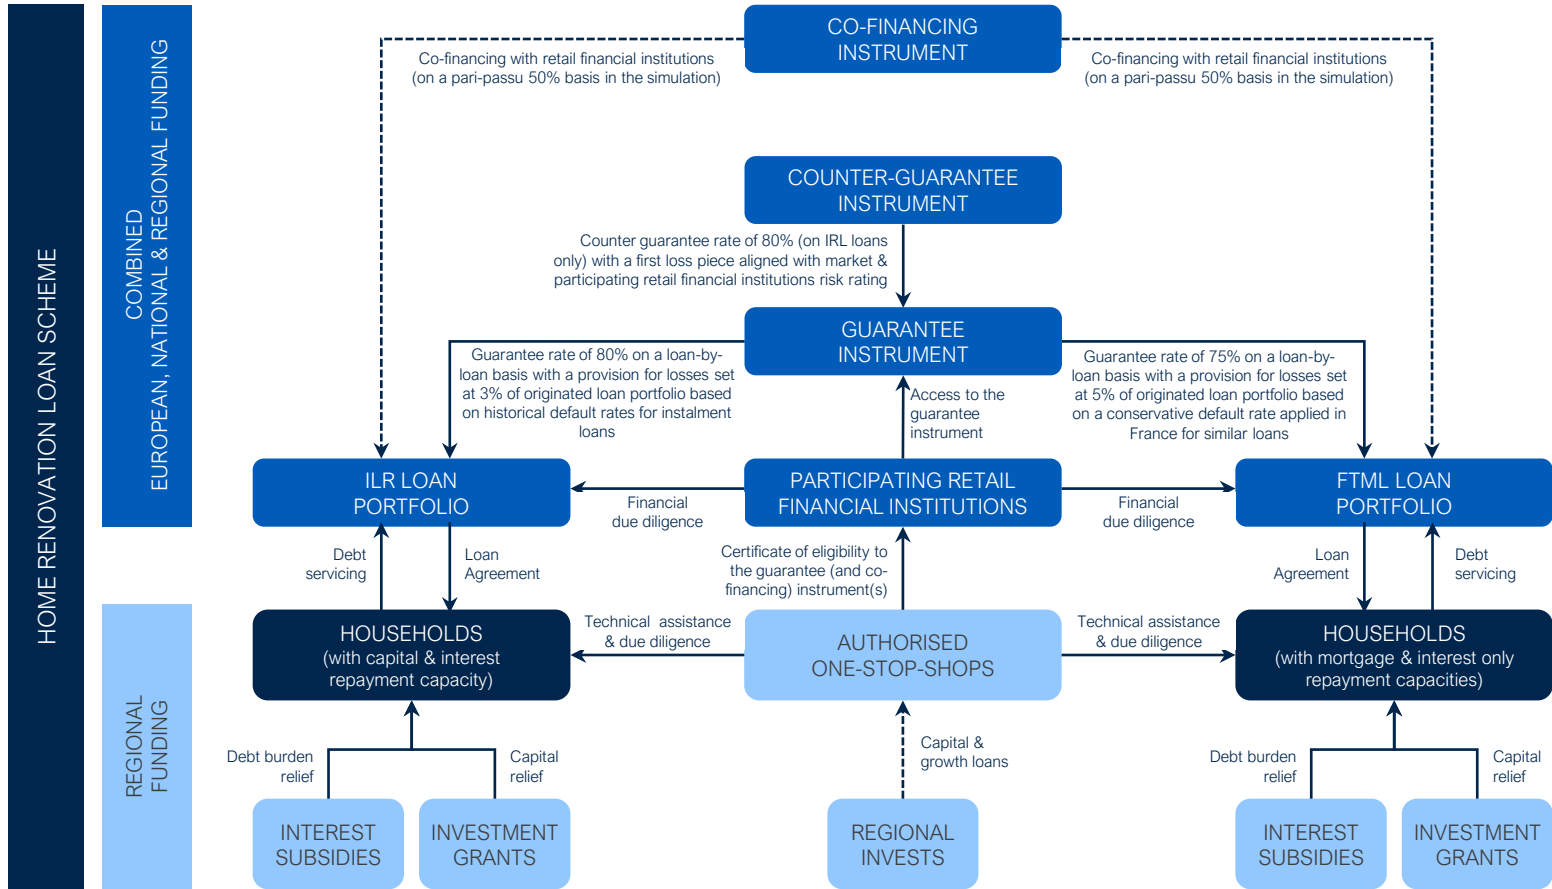 HOME RENOVATION LOAN SCHEME
COMBINED
EUROPEAN, NATIONAL & REGIONAL FUNDING
REGIONAL
FUNDING
CO-FINANCING
INSTRUMENT
Co-financing with retail financial institutions
(on a pari-passu 50% basis in the simulation)
Co-financing with retail financial institutions
(on a pari-passu 50% basis in the simulation)
COUNTER-GUARANTEE
INSTRUMENT
Counter guarantee rate of 80% (on IRL loans
only) with a first loss piece aligned with market &
participating retail financial institutions risk rating
GUARANTEE
INSTRUMENT
Guarantee rate of 80% on a loan-by-
loan basis with a provision for losses set
at 3% of originated loan portfolio based
on historical default rates for instalment
loans
Access to the
guarantee
instrument
Guarantee rate of 75% on a loan-by-
loan basis with a provision for losses set
at 5% of originated loan portfolio based
on a conservative default rate applied in
France for similar loans
ILR LOAN
PORTFOLIO
Financial
due diligence
PARTICIPATING RETAIL
FINANCIAL INSTITUTIONS
Financial
due diligence
FTML LOAN
PORTFOLIO
Debt
servicing
Loan
Agreement
Certificate of eligibility to
the guarantee (and co-
financing) instrument(s)
Loan
Agreement
Debt
servicing
HOUSEHOLDS
(with capital & interest
repayment capacity)
Technical assistance
& due diligence
AUTHORISED
ONE-STOP-SHOPS
Technical assistance
& due diligence
HOUSEHOLDS
(with mortgage & interest only
repayment capacities)
Debt burden
relief
Capital
relief
Capital &
growth loans
Debt burden
relief
Capital
relief
INTEREST
SUBSIDIES
INVESTMENT
GRANTS
REGIONAL
INVESTS
INTEREST
SUBSIDIES
INVESTMENT
GRANTS